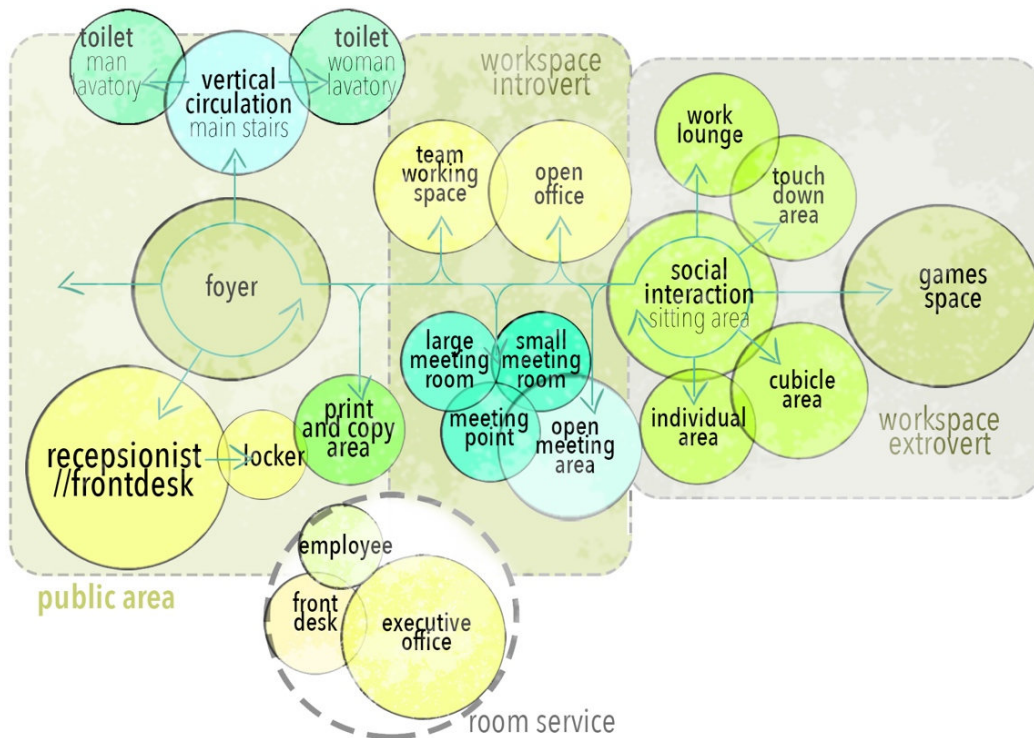 toilet
man
lavatory
toilet
woman
lavatory
vertical
circulation
main stairs
workspace
introvert
team
working
space
open
office
work
lounge
touch
down
area
foyer
social
interaction
sitting area
games
space
large
meeting
room
small
meeting
room
meeting
point
open
meeting
area
individual
area
cubicle
area
workspace
extrovert
recepsionist
//frontdesk
locker
print
and copy
area
public area
employee
front
desk
executive
office
room service